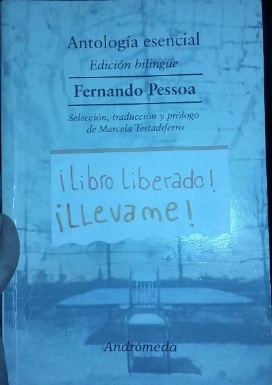 Antología esencial
Edición bilingüe
Fernando Pessoa
Selección, traducción y prólogo
de Marcela Testadiferro
¡Libro liberado!
¡LLEVAME!
Andrómeda